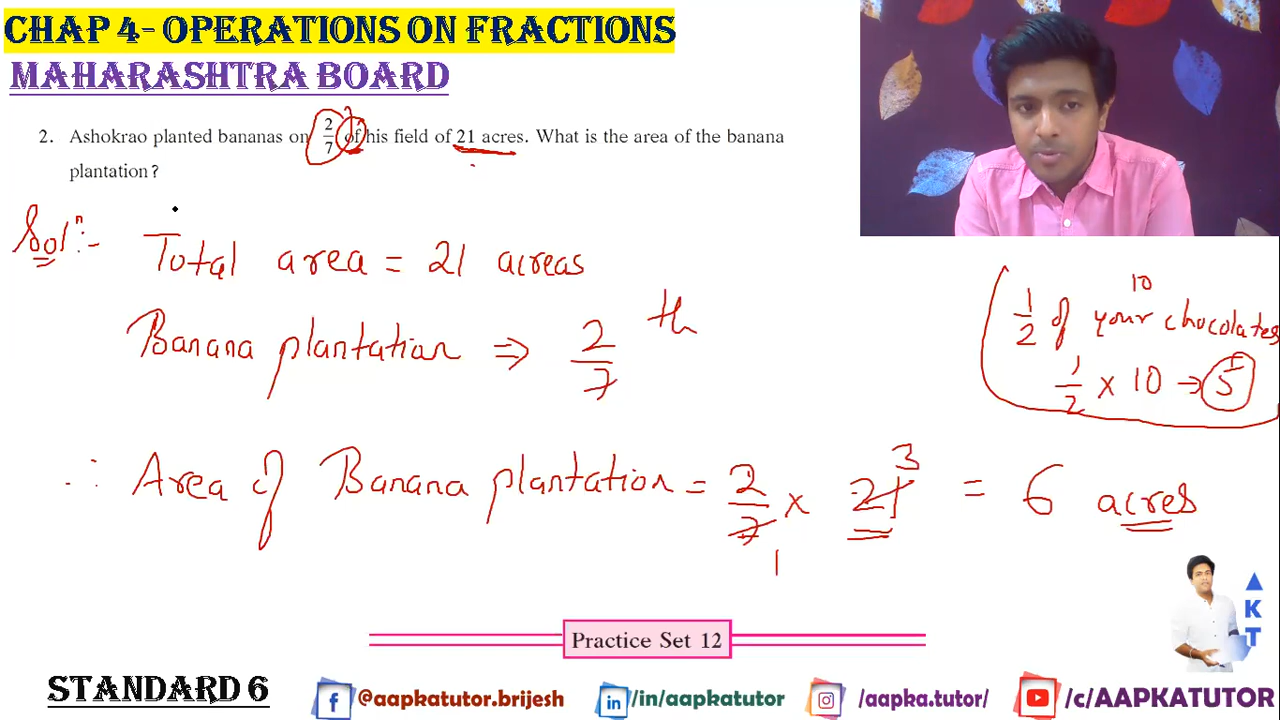 CHAP 4- OPERATIONS ON FRACTIONS
MAHARASHTRA BOARD
2. Ashokrao planted bananas on 2/7 of his field of 21 acres. What is the area of the banana
plantation?
Solⁿ:-
Total area = 21 acreas
Banana plantation ⇒ 2/7 th
1/2 of your 10 chocolates
1/2 × 10 → 5
∴ Area of Banana plantation = 2/7 × 21 = 6 acres
3
1
Practice Set 12
AKT
STANDARD 6
@aapkatutor.brijesh
/in/aapkatutor
/aapka.tutor/
/c/AAPKATUTOR